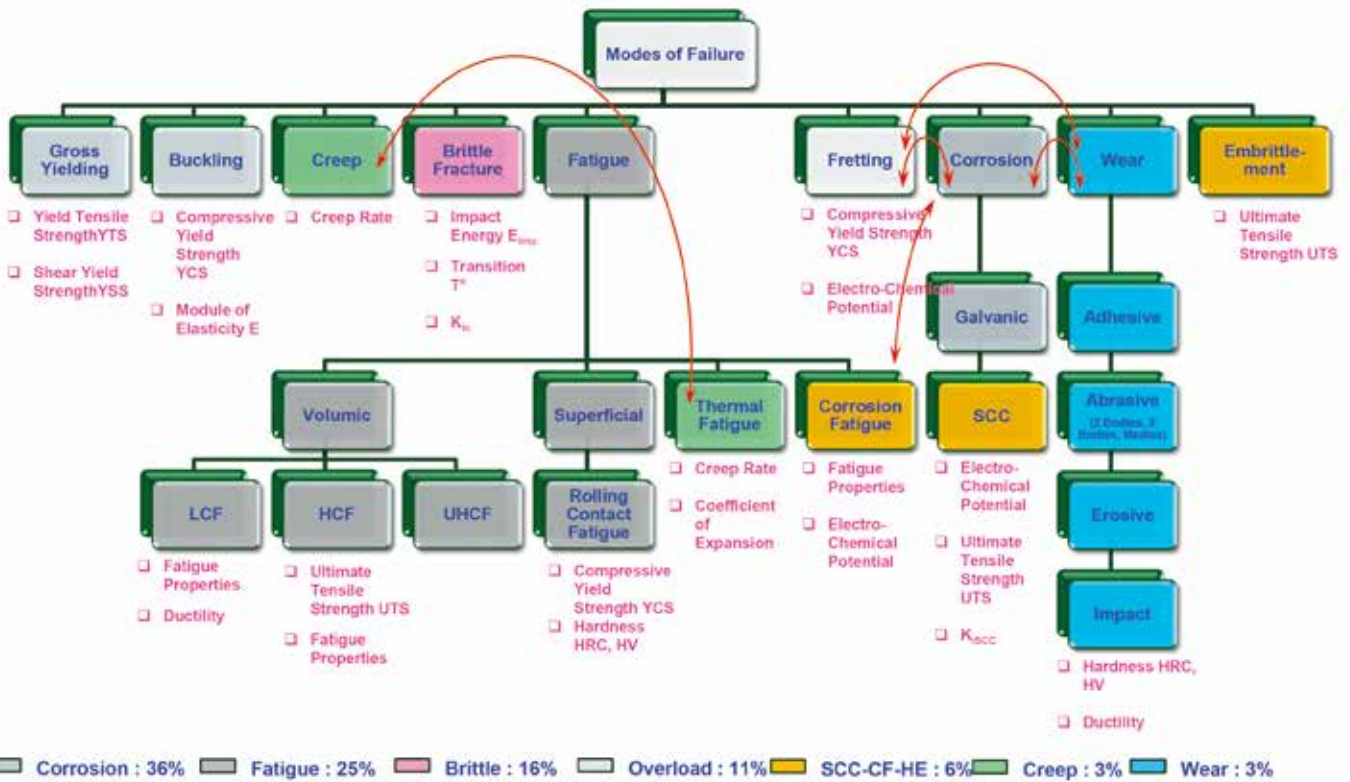 Modes of Failure
Gross
Yielding
Buckling
Creep
Brittle
Fracture
Fatigue
Fretting
Corrosion
Wear
Embrittle-
ment
Yield Tensile
StrengthYTS
Shear Yield
StrengthYSS
Compressive
Yield
Strength
YCS
Module of
Elasticity E
Creep Rate
Impact
Energy E
Transition
T°
K
Compressive
Yield Strength
YCS
Electro-Chemical
Potential
Ultimate
Tensile
Strength UTS
Galvanic
Adhesive
Volumic
Superficial
Thermal
Fatigue
Corrosion
Fatigue
SCC
Abrasive
(2 Bodies, 3
Bodies, Medias)
LCF
HCF
UHCF
Rolling
Contact
Fatigue
Creep Rate
Coefficient
of
Expansion
Fatigue
Properties
Electro-
Chemical
Potential
Electro-
Chemical
Potential
Ultimate
Tensile
Strength
UTS
K
Erosive
Impact
Fatigue
Properties
Ductility
Ultimate
Tensile
Strength UTS
Fatigue
Properties
Compressive
Yield
Strength YCS
Hardness
HRC, HV
Hardness HRC,
HV
Ductility
Corrosion : 36% Fatigue : 25% Brittle : 16% Overload : 11% SCC-CF-HE : 6% Creep : 3% Wear : 3%